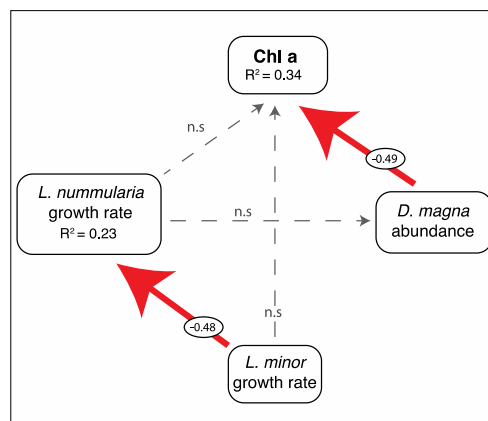 Chl a
R² = 0.34
n.s
-0.49
L. nummularia
growth rate
R² = 0.23
n.s
D. magna
abundance
n.s
-0.48
L. minor
growth rate